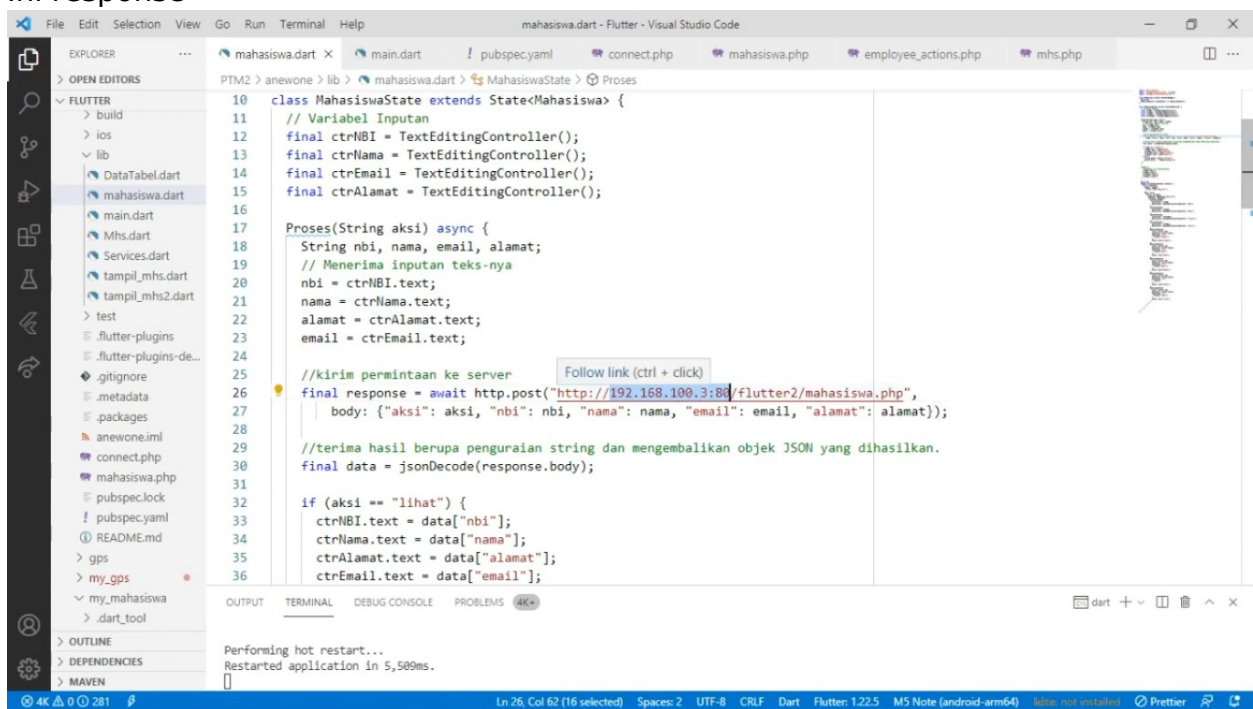 File Edit Selection View Go Run Terminal Help
mahasiswa.dart - Flutter - Visual Studio Code
EXPLORER
OPEN EDITORS
FLUTTER
build
ios
lib
DataTabel.dart
mahasiswa.dart
main.dart
Mhs.dart
Services.dart
tampil_mhs.dart
tampil_mhs2.dart
test
.flutter-plugins
.flutter-plugins-de...
.gitignore
.metadata
.packages
anewone.iml
connect.php
mahasiswa.php
pubspec.lock
pubspec.yaml
README.md
gps
my_gps
my_mahasiswa
.dart_tool
OUTLINE
DEPENDENCIES
MAVEN
mahasiswa.dart main.dart pubspec.yaml connect.php mahasiswa.php employee_actions.php mhs.php
PTM2 > anewone > lib > mahasiswa.dart > MahasiswaState > Proses
10 class MahasiswaState extends State<Mahasiswa> {
11 // Variabel Inputan
12 final ctrNBI = TextEditingController();
13 final ctrNama = TextEditingController();
14 final ctrEmail = TextEditingController();
15 final ctrAlamat = TextEditingController();
16
17 Proses(String aksi) async {
18 String nbi, nama, email, alamat;
19 // Menerima inputan teks-nya
20 nbi = ctrNBI.text;
21 nama = ctrNama.text;
22 alamat = ctrAlamat.text;
23 email = ctrEmail.text;
24
Follow link (ctrl + click)
25 //kirim permintaan ke server
26 final response = await http.post("http://192.168.100.3:80/flutter2/mahasiswa.php",
27 body: {"aksi": aksi, "nbi": nbi, "nama": nama, "email": email, "alamat": alamat});
28
29 //terima hasil berupa penguraian string dan mengembalikan objek JSON yang dihasilkan.
30 final data = jsonDecode(response.body);
31
32 if (aksi == "lihat") {
33 ctrNBI.text = data["nbi"];
34 ctrNama.text = data["nama"];
35 ctrAlamat.text = data["alamat"];
36 ctrEmail.text = data["email"];
OUTPUT TERMINAL DEBUG CONSOLE PROBLEMS 4K+
dart
Performing hot restart...
Restarted application in 5,509ms.
4K 0 281
Ln 26, Col 62 (16 selected) Spaces: 2 UTF-8 CRLF Dart Flutter: 1.22.5 M5 Note (android-arm64) Prettier